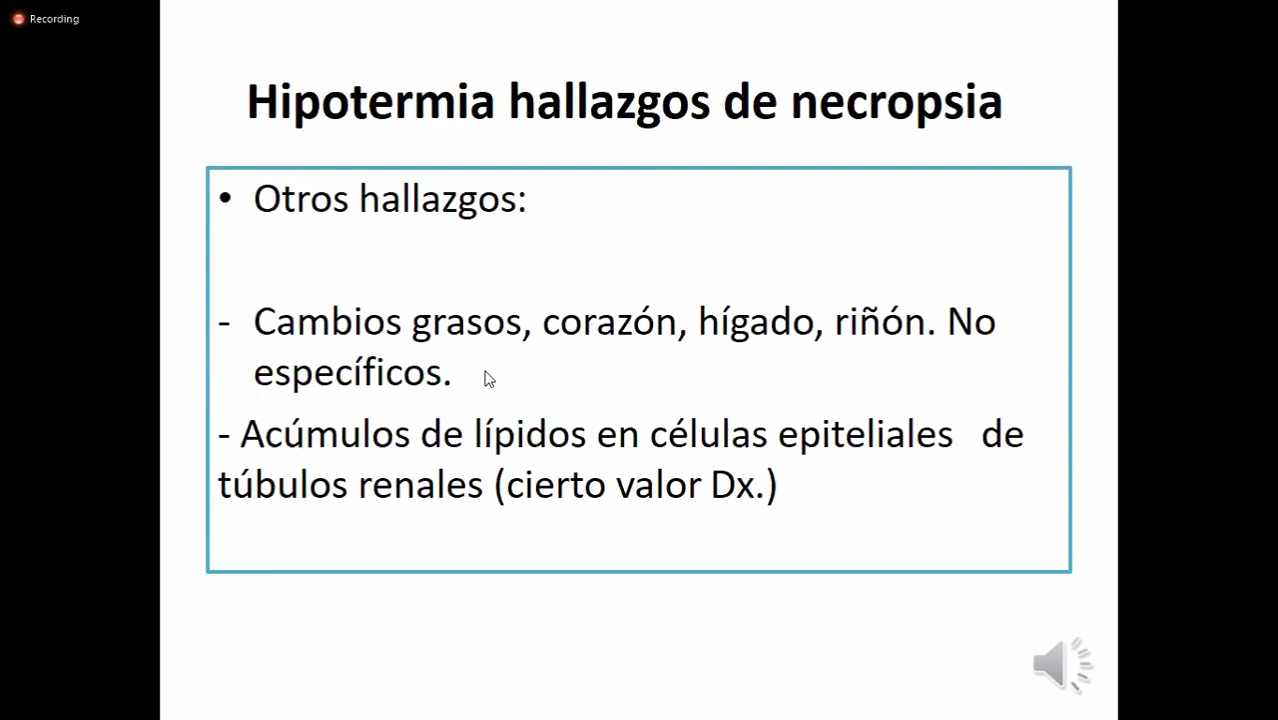 Recording
Hipotermia hallazgos de necropsia
• Otros hallazgos:
- Cambios grasos, corazón, hígado, riñón. No
específicos.
- Acúmulos de lípidos en células epiteliales de
túbulos renales (cierto valor Dx.)